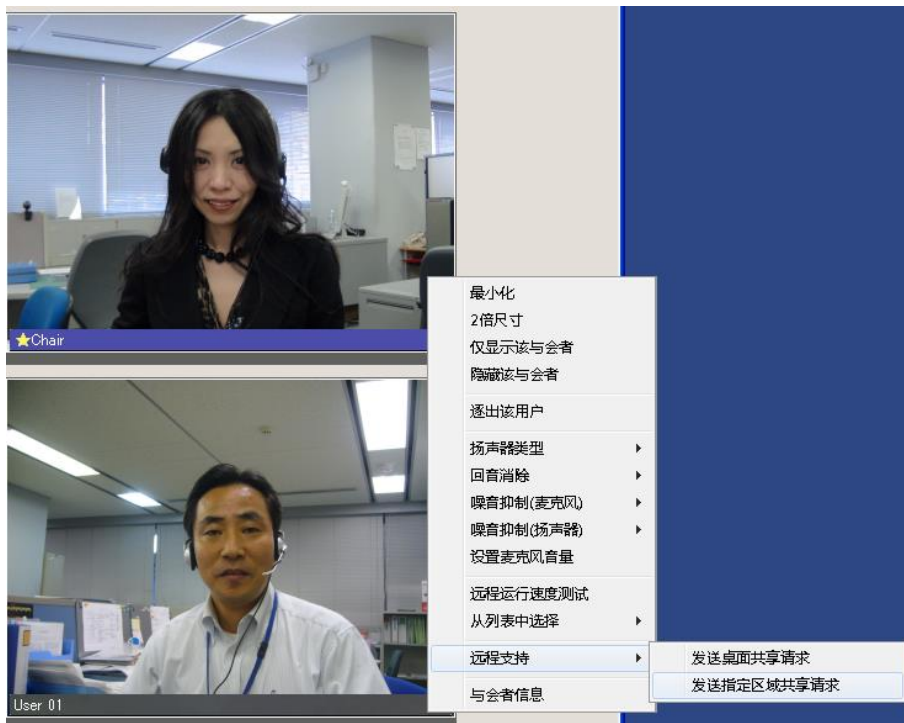 Chair
最小化
2倍尺寸
仅显示该与会者
隐藏该与会者
逐出该用户
扬声器类型
回音消除
噪音抑制(麦克风)
噪音抑制(扬声器)
设置麦克风音量
远程运行速度测试
从列表中选择
远程支持
发送桌面共享请求
发送指定区域共享请求
与会者信息
User 01